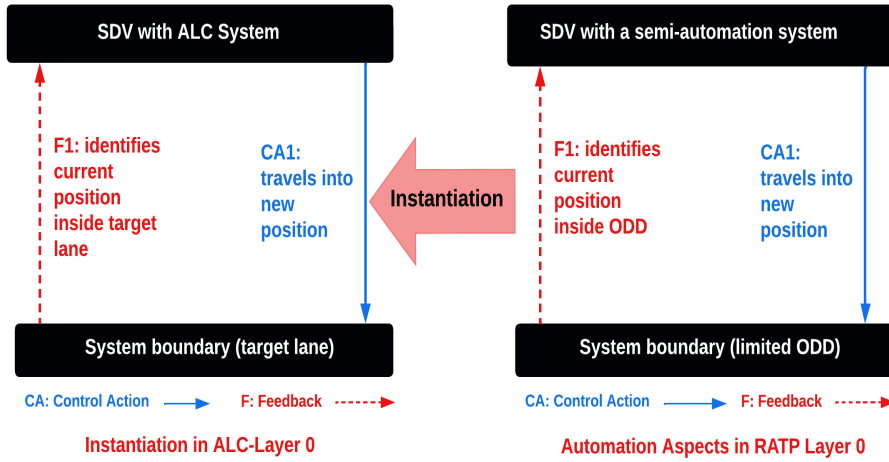 SDV with ALC System
F1: identifies
current
position
inside target
lane
CA1:
travels into
new
position
System boundary (target lane)
CA: Control Action
F: Feedback
Instantiation in ALC-Layer 0
Instantiation
SDV with a semi-automation system
F1: identifies
current
position
inside ODD
CA1:
travels into
new
position
System boundary (limited ODD)
CA: Control Action
F: Feedback
Automation Aspects in RATP Layer 0